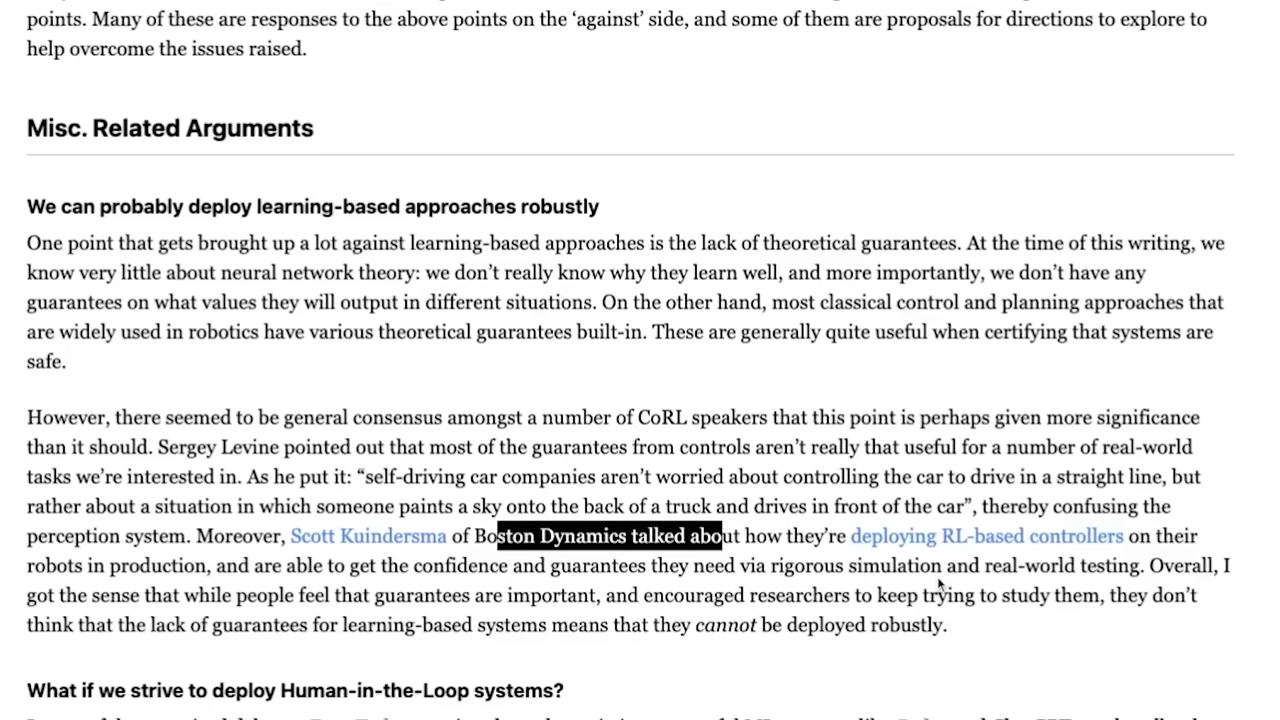 points. Many of these are responses to the above points on the ‘against’ side, and some of them are proposals for directions to explore to
help overcome the issues raised.
Misc. Related Arguments
We can probably deploy learning-based approaches robustly
One point that gets brought up a lot against learning-based approaches is the lack of theoretical guarantees. At the time of this writing, we
know very little about neural network theory: we don’t really know why they learn well, and more importantly, we don’t have any
guarantees on what values they will output in different situations. On the other hand, most classical control and planning approaches that
are widely used in robotics have various theoretical guarantees built-in. These are generally quite useful when certifying that systems are
safe.
However, there seemed to be general consensus amongst a number of CoRL speakers that this point is perhaps given more significance
than it should. Sergey Levine pointed out that most of the guarantees from controls aren’t really that useful for a number of real-world
tasks we’re interested in. As he put it: “self-driving car companies aren’t worried about controlling the car to drive in a straight line, but
rather about a situation in which someone paints a sky onto the back of a truck and drives in front of the car”, thereby confusing the
perception system. Moreover, Scott Kuindersma of Boston Dynamics talked about how they’re deploying RL-based controllers on their
robots in production, and are able to get the confidence and guarantees they need via rigorous simulation and real-world testing. Overall, I
got the sense that while people feel that guarantees are important, and encouraged researchers to keep trying to study them, they don’t
think that the lack of guarantees for learning-based systems means that they cannot be deployed robustly.
What if we strive to deploy Human-in-the-Loop systems?